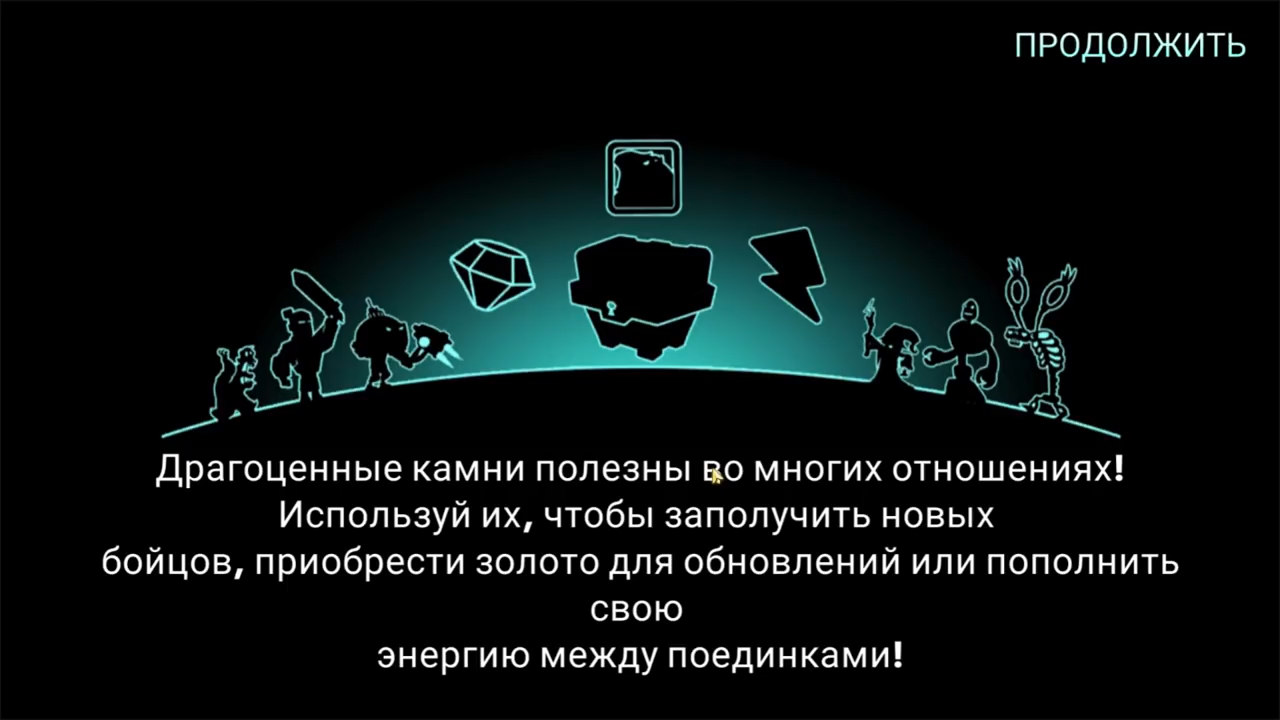 ПРОДОЛЖИТЬ
Драгоценные камни полезны во многих отношениях!
Используй их, чтобы заполучить новых
бойцов, приобрести золото для обновлений или пополнить
свою
энергию между поединками!